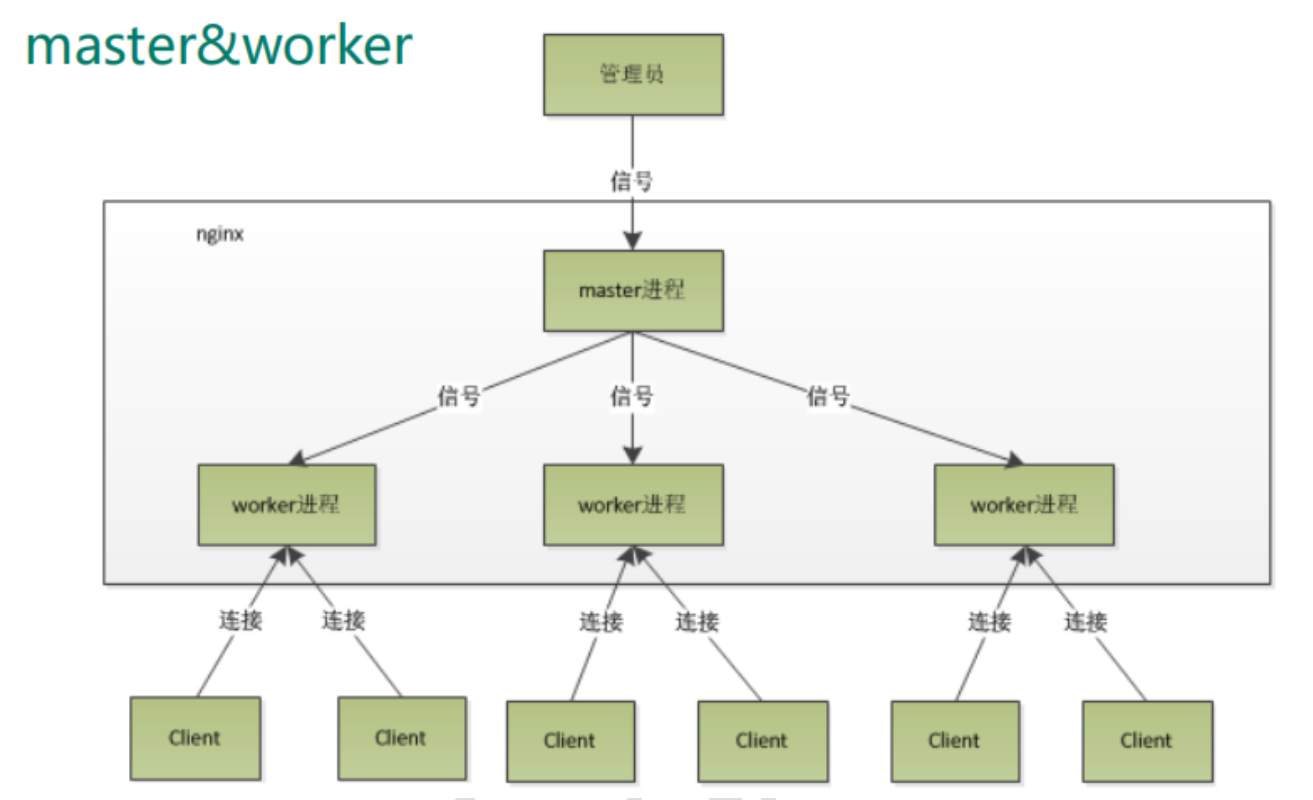 master&worker
管理员
信号
nginx
master进程
信号
信号
信号
worker进程
worker进程
worker进程
连接
连接
连接
连接
连接
连接
Client
Client
Client
Client
Client
Client